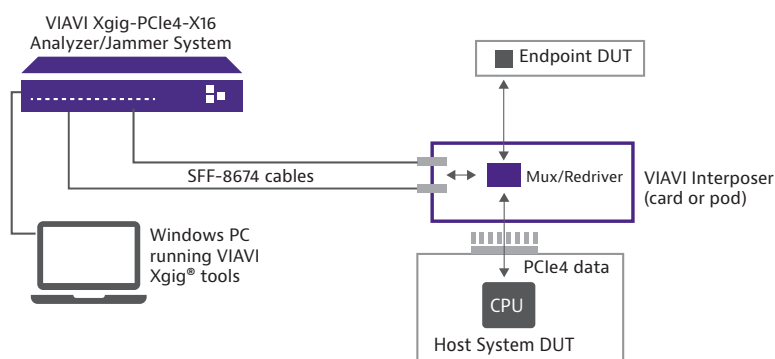 VIAVI Xgig-PCIe4-X16
Analyzer/Jammer System
Endpoint DUT
SFF-8674 cables
Mux/Redriver
VIAVI Interposer
(card or pod)
Windows PC
running VIAVI
Xgig® tools
PCIe4 data
CPU
Host System DUT